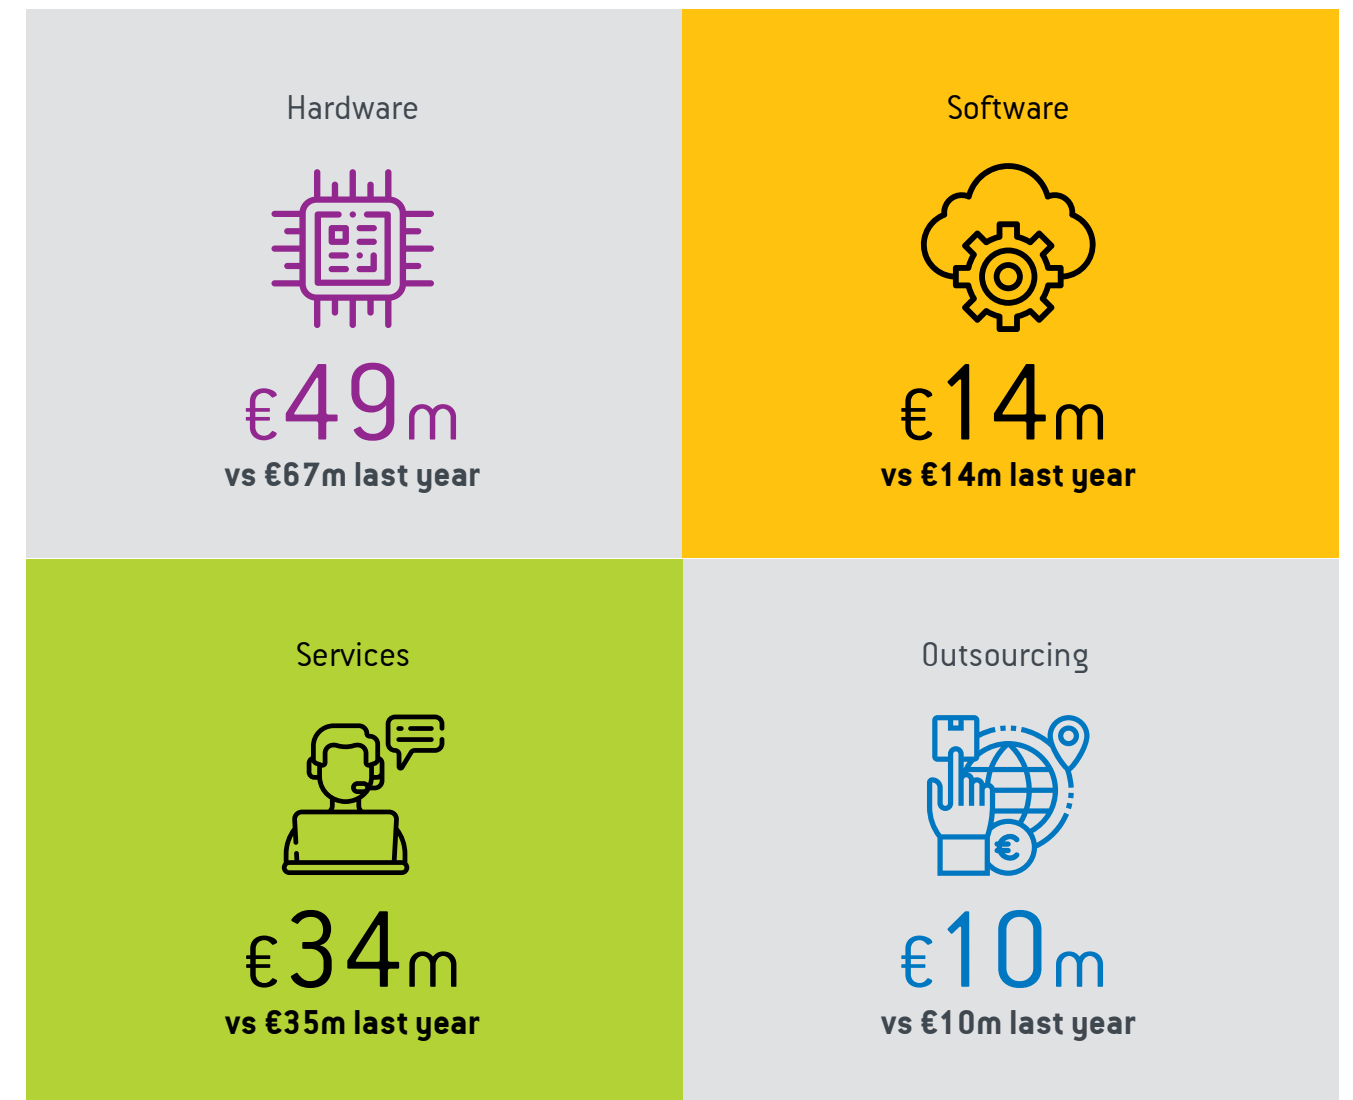 Hardware
€49m
vs €67m last year
Software
€14m
vs €14m last year
Services
€34m
vs €35m last year
Outsourcing
€
€10m
vs €10m last year